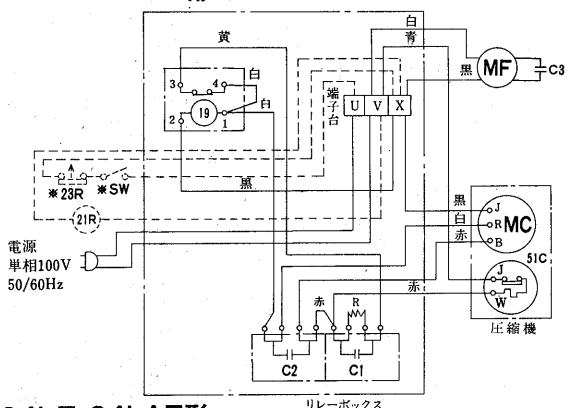 白
青
黄
黒
MF
C3
3
4
白
白
19
2
1
端子台
U V X
※23R
※SW
黒
21R
電源
単相100V
50/60Hz
黒
J
白
R
MC
赤
B
51C
J
赤
W
圧縮機
赤
R
C2
C1
リレーボックス